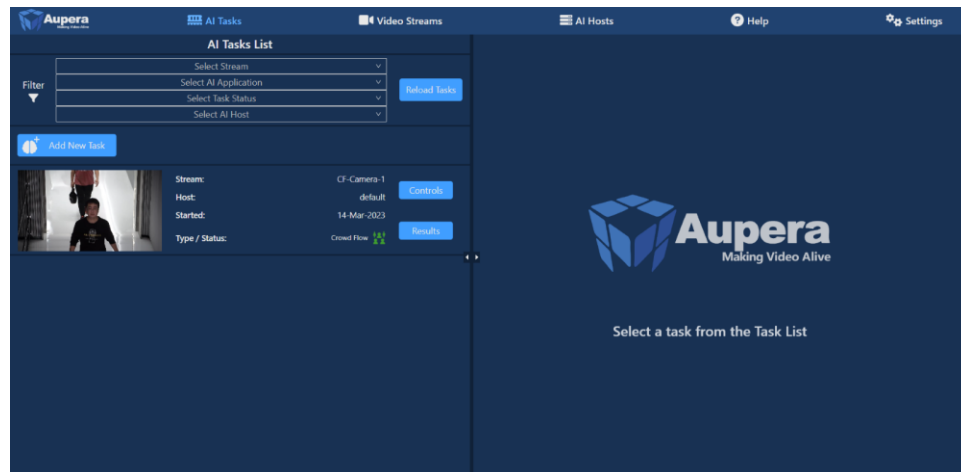 Aupera
Making Video Alive
AI Tasks
Video Streams
AI Hosts
Help
Settings
AI Tasks List
Filter
Select Stream
Select AI Application
Select Task Status
Select AI Host
Reload Tasks
Add New Task
Stream: CF-Camera-1
Host: default
Started: 14-Mar-2023
Type / Status: Crowd Flow
Controls
Results
Aupera
Making Video Alive
Select a task from the Task List